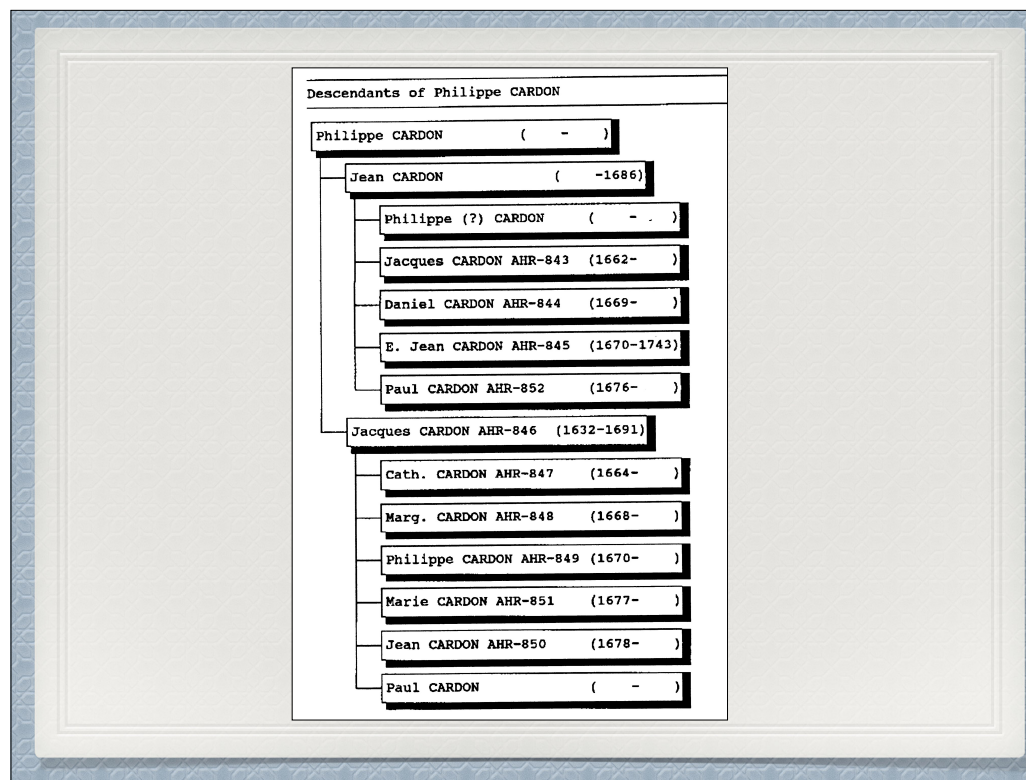 Descendants of Philippe CARDON
Philippe CARDON ( - )
Jean CARDON ( -1686)
Philippe (?) CARDON ( - )
Jacques CARDON AHR-843 (1662- )
Daniel CARDON AHR-844 (1669- )
E. Jean CARDON AHR-845 (1670-1743)
Paul CARDON AHR-852 (1676- )
Jacques CARDON AHR-846 (1632-1691)
Cath. CARDON AHR-847 (1664- )
Marg. CARDON AHR-848 (1668- )
Philippe CARDON AHR-849 (1670- )
Marie CARDON AHR-851 (1677- )
Jean CARDON AHR-850 (1678- )
Paul CARDON ( - )